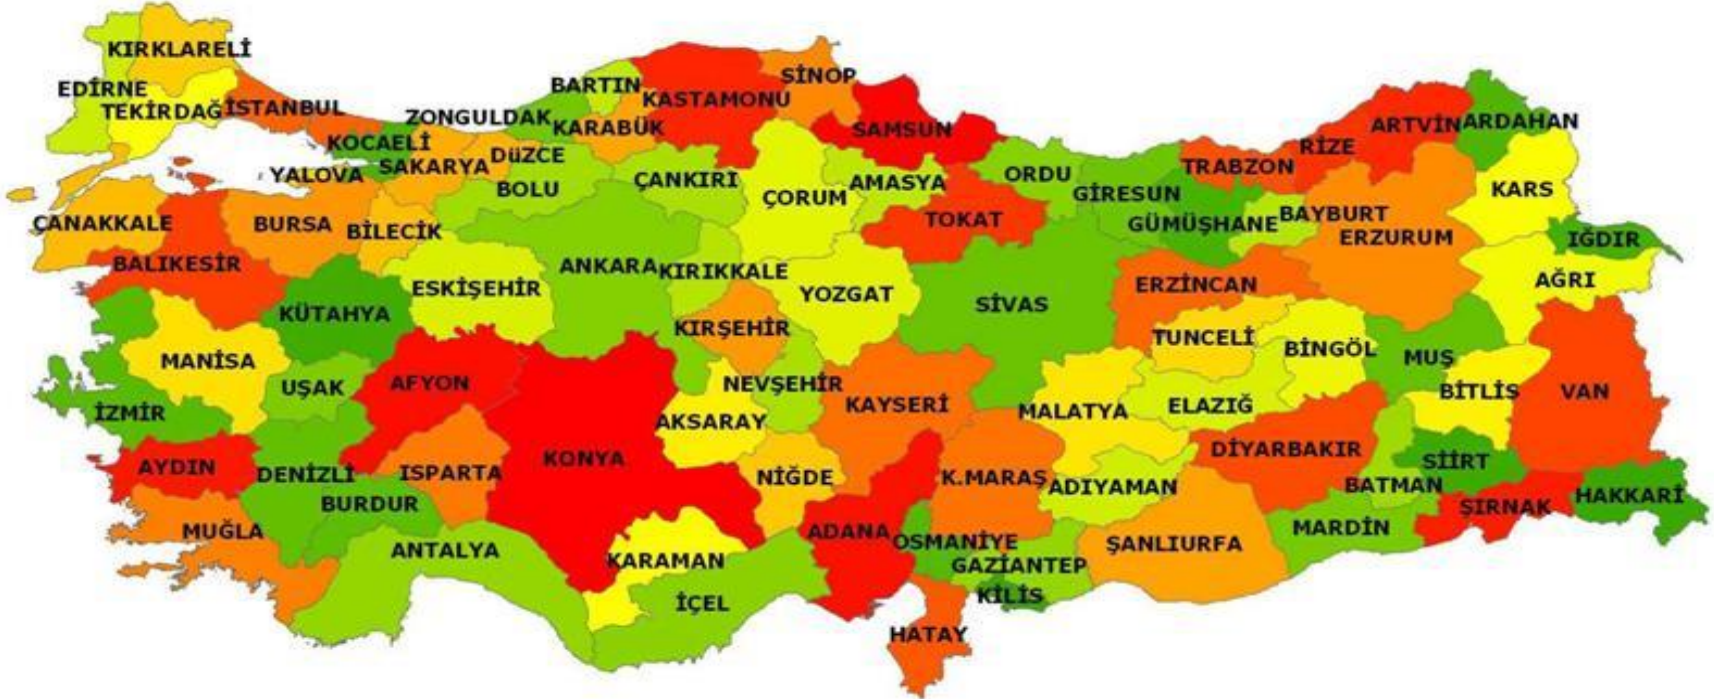 KIRKLARELİ
EDİRNE
TEKİRDAĞ
İSTANBUL
KOCAELİ
YALOVA
SAKARYA
ZONGULDAK
DüZCE
BOLU
BARTIN
KARABÜK
KASTAMONU
SİNOP
SAMSUN
ÇANKIRI
ÇORUM
AMASYA
TOKAT
ORDU
GİRESUN
GÜMÜŞHANE
TRABZON
RİZE
ARTVİN
ARDAHAN
BAYBURT
ERZURUM
KARS
IĞDIR
AĞRI
ÇANAKKALE
BALIKESİR
BURSA
BİLECİK
KÜTAHYA
ESKİŞEHİR
ANKARA
KIRIKKALE
KIRŞEHİR
YOZGAT
SİVAS
ERZİNCAN
TUNCELİ
BİNGÖL
MUŞ
BİTLİS
VAN
MANİSA
UŞAK
AFYON
İZMİR
AYDIN
DENİZLİ
ISPARTA
BURDUR
MUĞLA
ANTALYA
KONYA
AKSARAY
NEVŞEHİR
NİĞDE
KAYSERİ
MALATYA
ELAZIĞ
DİYARBAKIR
K.MARAŞ
ADIYAMAN
BATMAN
SİİRT
ŞIRNAK
HAKKARİ
MARDİN
ŞANLIURFA
GAZİANTEP
KİLİS
OSMANİYE
ADANA
KARAMAN
İÇEL
HATAY